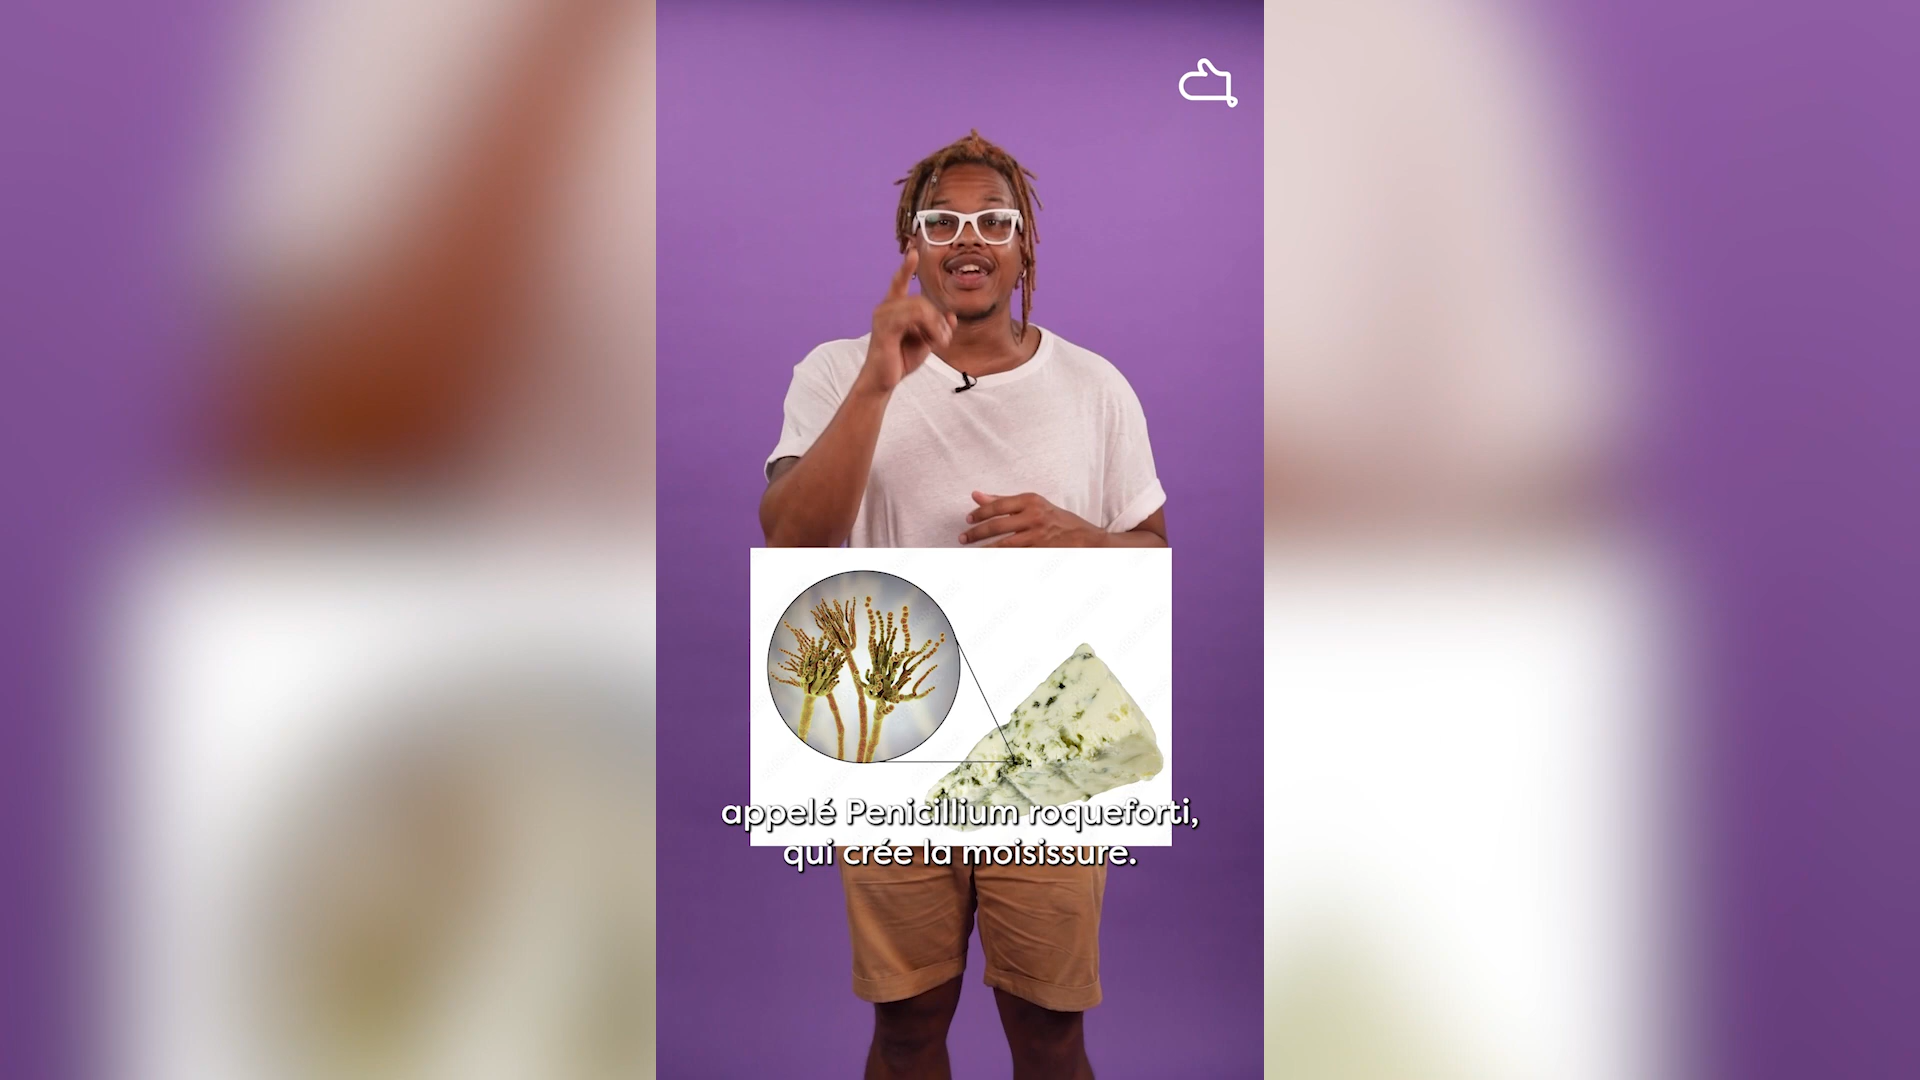 appelé Penicillium roqueforti,
qui crée la moisissure.